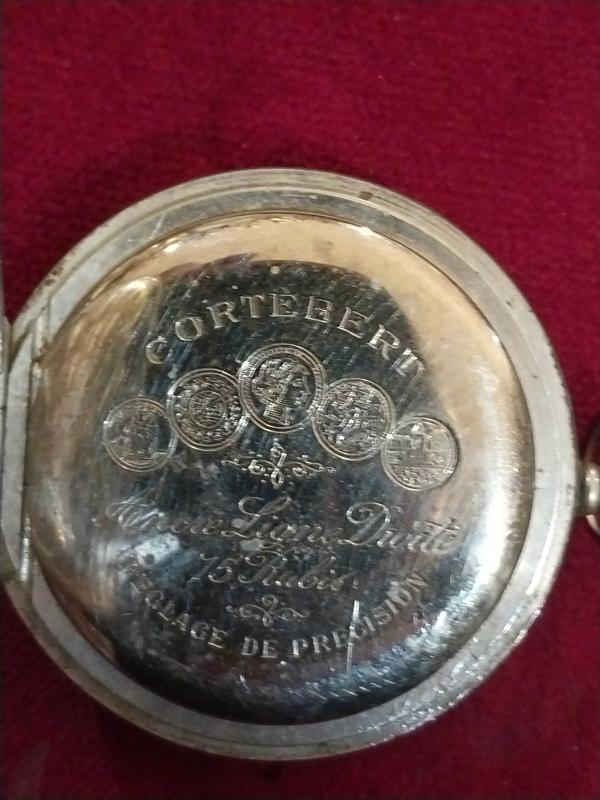 CORTEBERT
Ancre Ligne Droite
15 Rubis
REGLAGE DE PRECISION